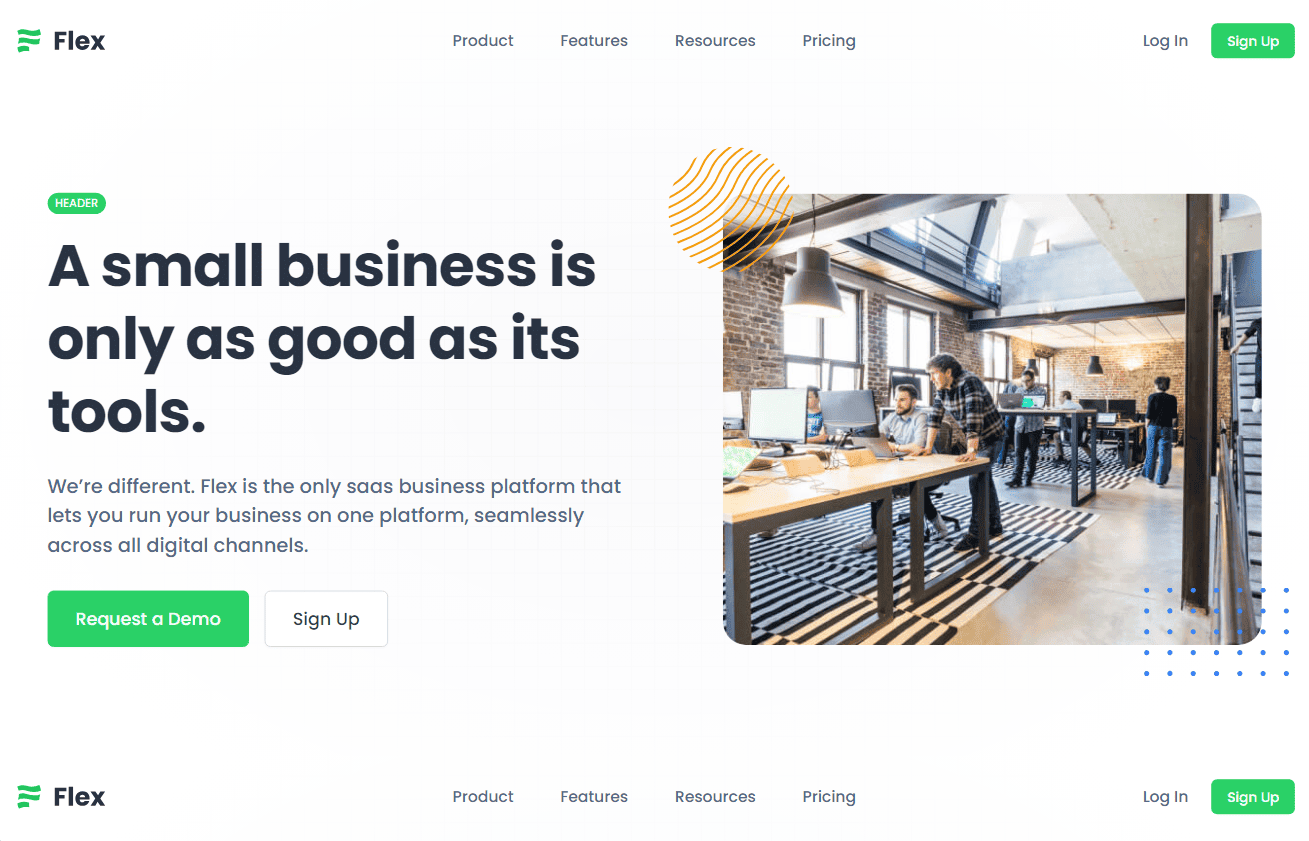 Flex Product Features Resources Pricing Log In Sign Up
HEADER
A small business is
only as good as its
tools.
We’re different. Flex is the only saas business platform that
lets you run your business on one platform, seamlessly
across all digital channels.
Request a Demo Sign Up
Flex Product Features Resources Pricing Log In Sign Up